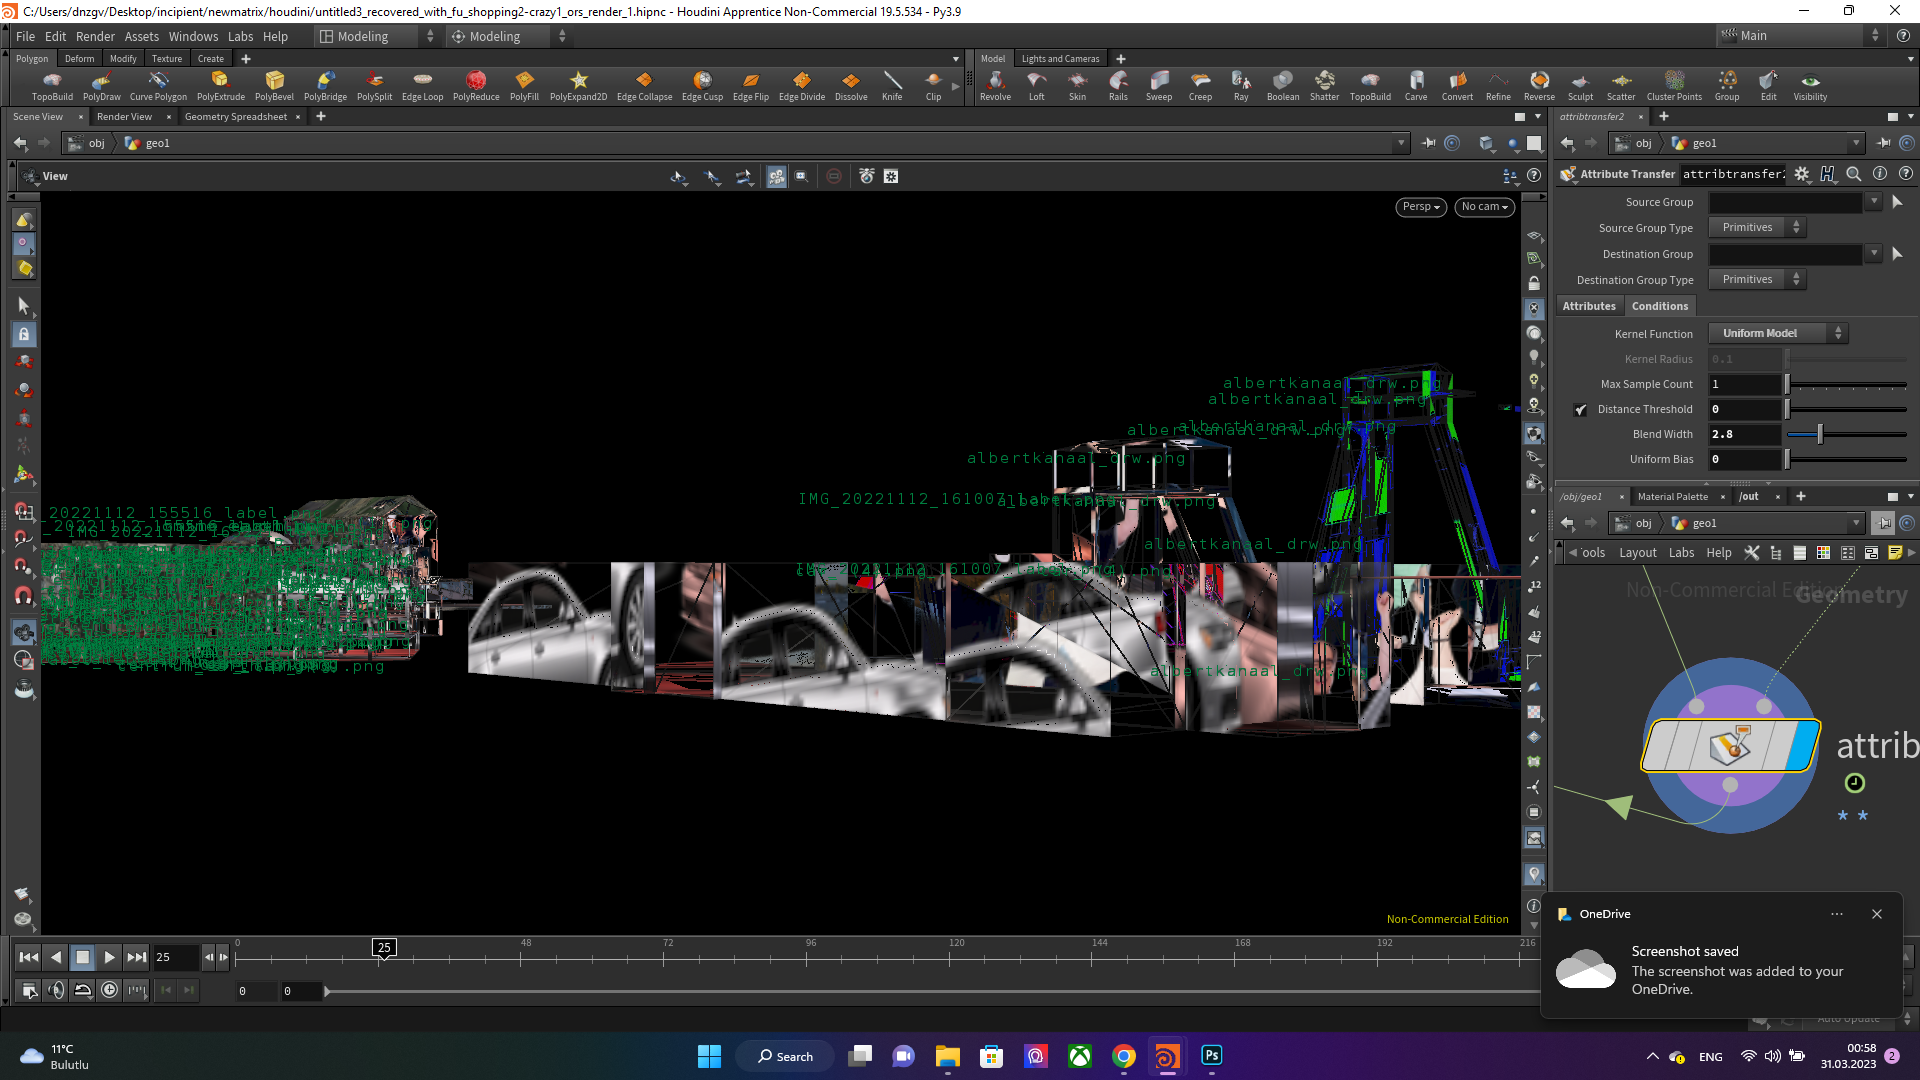 C:/Users/dnzgv/Desktop/incipient/newmatrix/houdini/untitled3_recovered_with_fu_shopping2-crazy1_ors_render_1.hipnc - Houdini Apprentice Non-Commercial 19.5.534 - Py3.9
File Edit Render Assets Windows Labs Help Modeling Modeling Main
Polygon Deform Modify Texture Create
Model Lights and Cameras
TopoBuild PolyDraw Curve Polygon PolyExtrude PolyBevel PolyBridge PolySplit Edge Loop PolyReduce PolyFill PolyExpand2D Edge Collapse Edge Cusp Edge Flip Edge Divide Dissolve Knife Clip
Revolve Loft Skin Rails Sweep Creep Ray Boolean Shatter TopoBuild Carve Convert Refine Reverse Sculpt Scatter Cluster Points Group Edit Visibility
Scene View Render View Geometry Spreadsheet
obj geo1
View
Persp No cam
albertkanaal_drw.png
albertkanaal_drw.png
albertkanaal_drw.png
albertkanaal_drw.png
albertkanaal_drw.png
IMG_20221112_161007_label.png
albertkanaal_drw.png
20221112_155516_label.png
albertkanaal_drw.png
IMG_20221112_161007_label.png
albertkanaal_drw.png
Non-Commercial Edition
attribtransfer2
obj geo1
Attribute Transfer attribtransfer2
Source Group
Source Group Type Primitives
Destination Group
Destination Group Type Primitives
Attributes Conditions
Kernel Function Uniform Model
Kernel Radius 0.1
Max Sample Count 1
Distance Threshold 0
Blend Width 2.8
Uniform Bias 0
/obj/geo1 Material Palette /out
obj geo1
ools Layout Labs Help
Non-Commercial Edition
Geometry
attrib
25 0 25 48 72 96 120 144 168 192 216
0 0
OneDrive
Screenshot saved
The screenshot was added to your
OneDrive.
Auto Update
11°C
Bulutlu
Search
Ps
ENG
00:58
31.03.2023
2